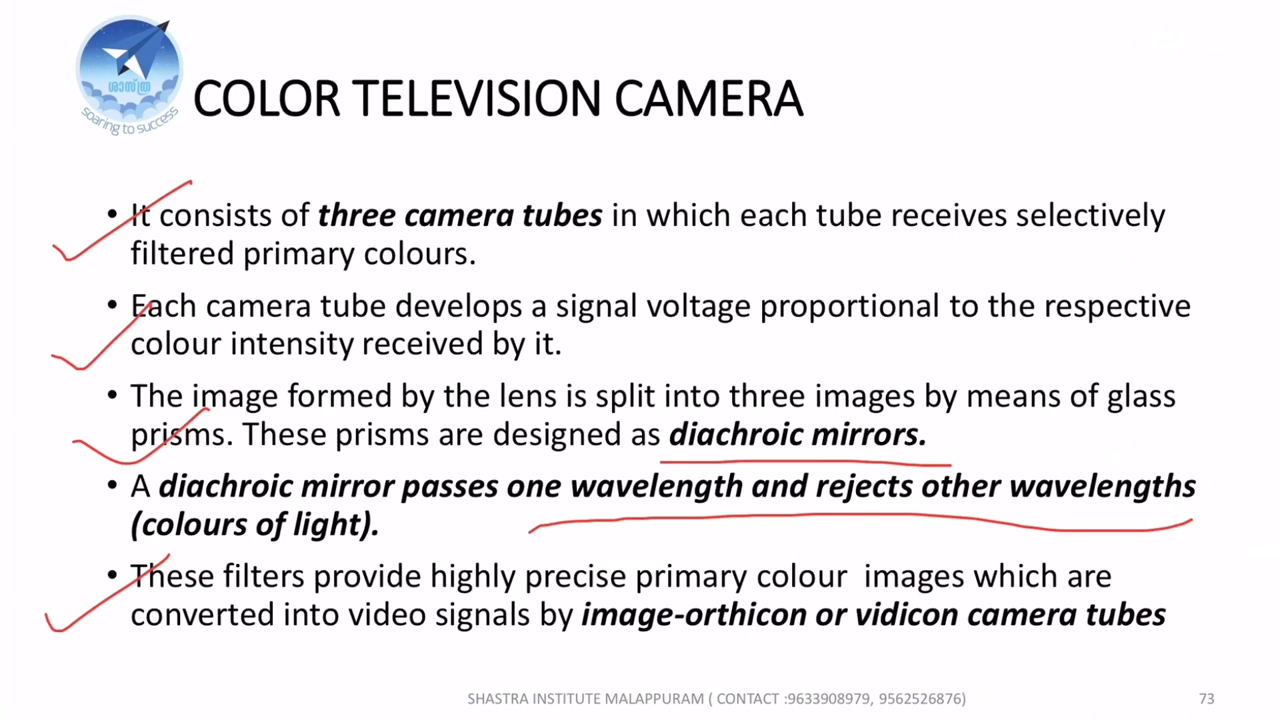 ശാസ്ത്ര
soaring to success
COLOR TELEVISION CAMERA
• It consists of three camera tubes in which each tube receives selectively
filtered primary colours.
• Each camera tube develops a signal voltage proportional to the respective
colour intensity received by it.
• The image formed by the lens is split into three images by means of glass
prisms. These prisms are designed as diachroic mirrors.
• A diachroic mirror passes one wavelength and rejects other wavelengths
(colours of light).
• These filters provide highly precise primary colour  images which are
converted into video signals by image-orthicon or vidicon camera tubes
SHASTRA INSTITUTE MALAPPURAM ( CONTACT :9633908979, 9562526876)
73